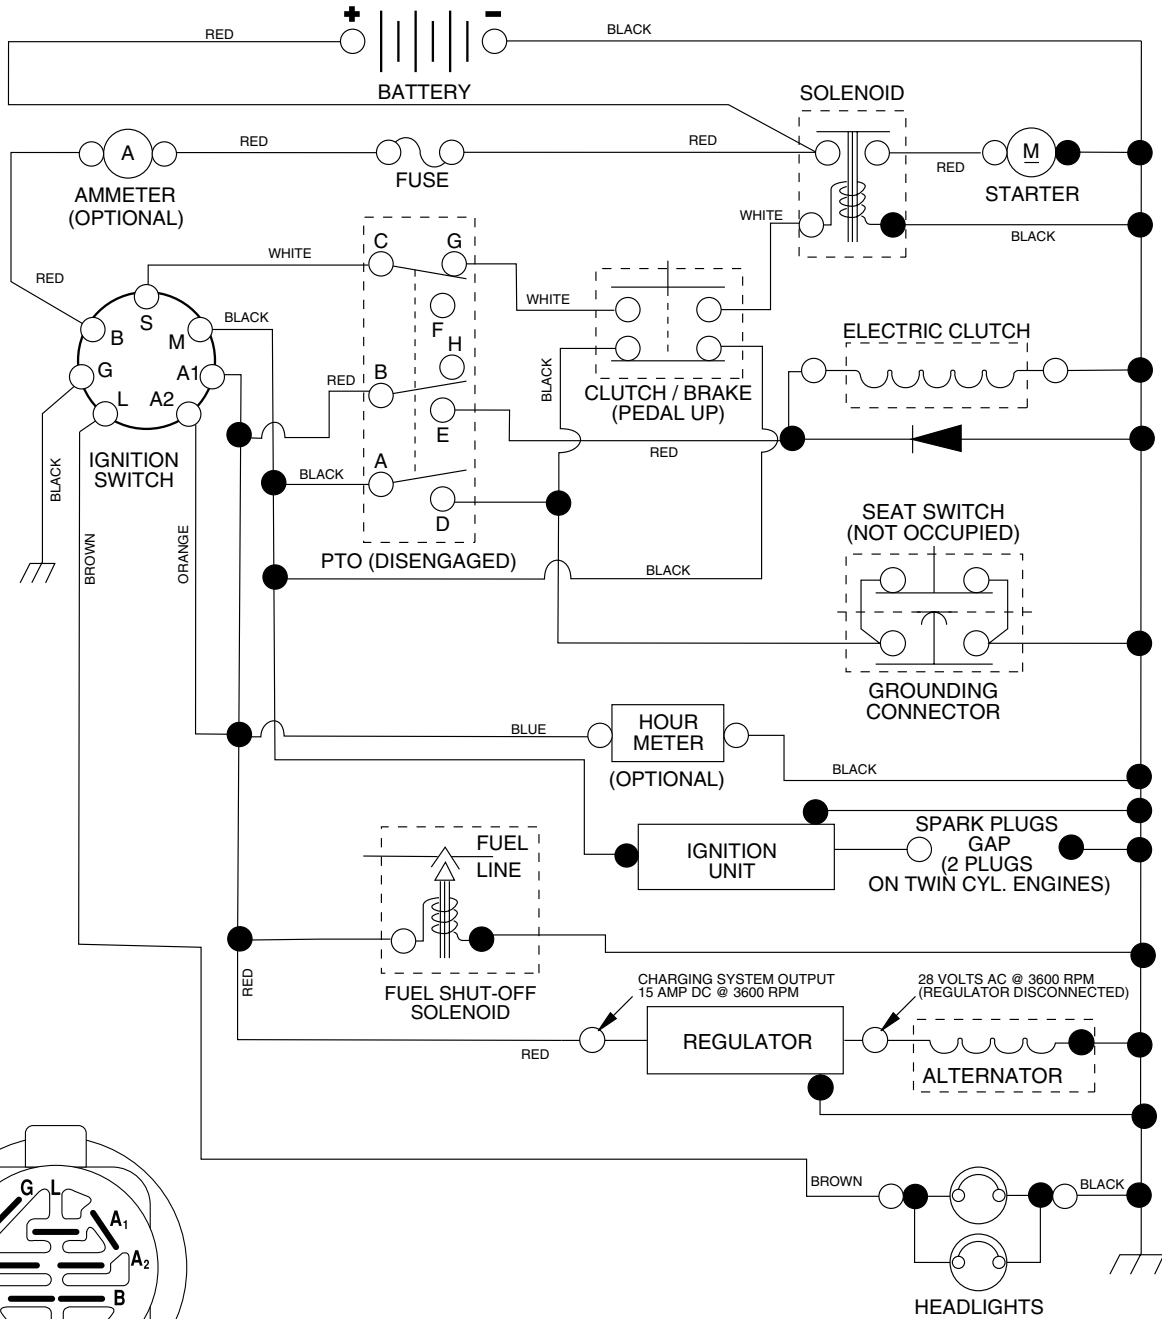 + -
RED
BLACK
BATTERY
SOLENOID
A
RED
RED
RED
M
AMMETER
(OPTIONAL)
FUSE
STARTER
WHITE
BLACK
RED
WHITE
C
G
WHITE
S
BLACK
B
M
F
ELECTRIC CLUTCH
G
A1
H
RED
B
BLACK
CLUTCH / BRAKE
(PEDAL UP)
L
A2
E
RED
IGNITION
SWITCH
BLACK
BLACK
A
D
SEAT SWITCH
(NOT OCCUPIED)
BROWN
ORANGE
PTO (DISENGAGED)
BLACK
GROUNDING
CONNECTOR
BLUE
HOUR
METER
(OPTIONAL)
BLACK
FUEL
LINE
IGNITION
UNIT
SPARK PLUGS
GAP
(2 PLUGS
ON TWIN CYL. ENGINES)
RED
FUEL SHUT-OFF
SOLENOID
CHARGING SYSTEM OUTPUT
15 AMP DC @ 3600 RPM
28 VOLTS AC @ 3600 RPM
(REGULATOR DISCONNECTED)
RED
REGULATOR
ALTERNATOR
BROWN
BLACK
HEADLIGHTS
G
L
A1
A2
B